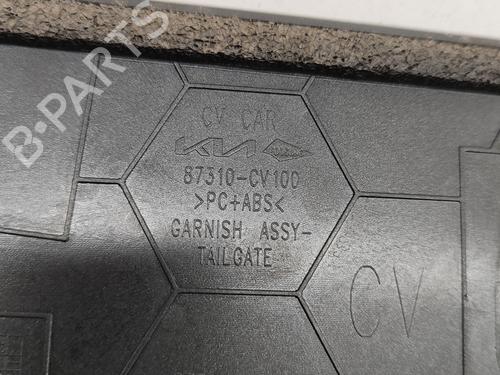 B-PARTS
CV CAR
KIA
87310-CV100
>PC+ABS<
GARNISH ASSY-
TAILGATE
CV